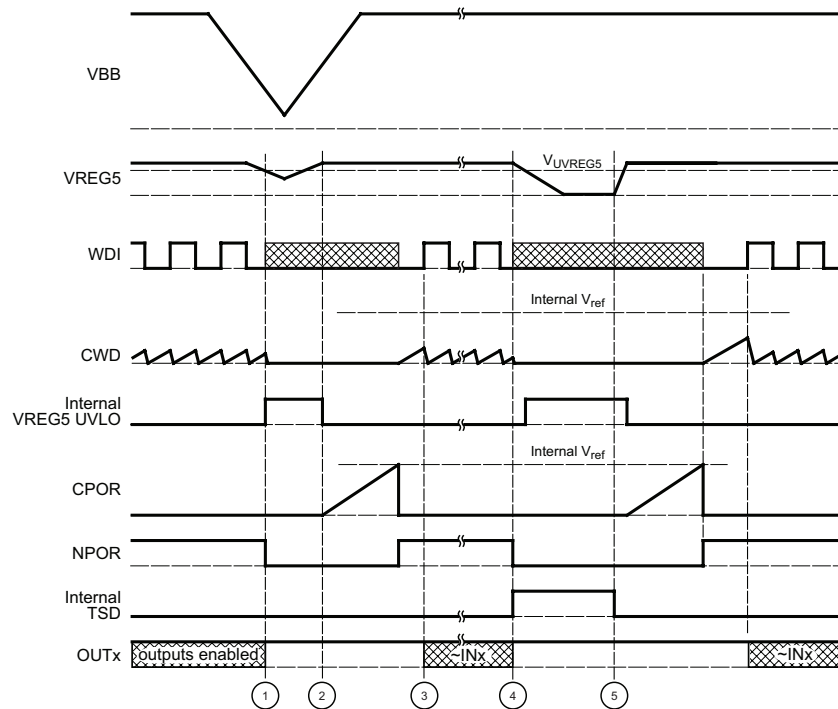 VBB
VREG5
VUVREG5
WDI
Internal Vref
CWD
Internal
VREG5 UVLO
Internal Vref
CPOR
NPOR
Internal
TSD
OUTx
outputs enabled
~INx
~INx
1
2
3
4
5